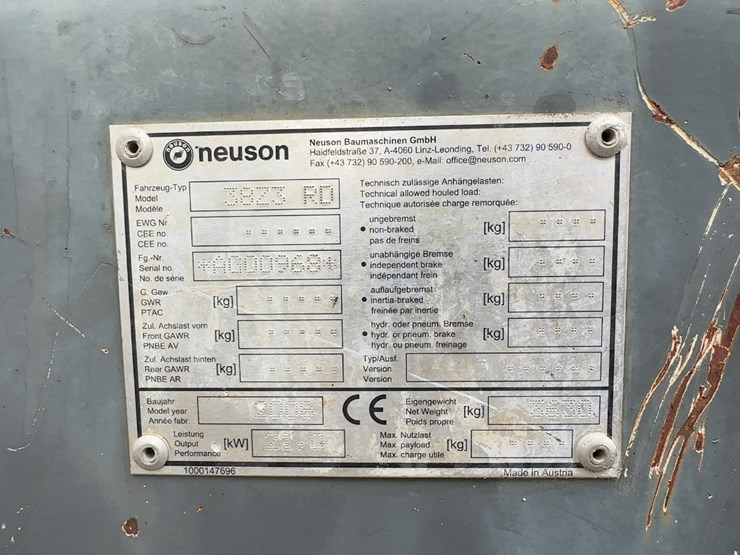 NEUSON neuson
Neuson Baumaschinen GmbH
Haidfeldstraße 37, A-4060 Linz-Leonding, Tel. (+43 732) 90 590-0
Fax (+43 732) 90 590-200, e-Mail: office@neuson.com
Fahrzeug-Typ
Model 38Z3 RD
Modèle
EWG Nr
CEE no
CEE no.
Fg.-Nr.
Serial no.
No. de série
G. Gew.
GWR [kg]
PTAC
Zul. Achslast vorn
Front GAWR [kg]
PNBE AV
Zul. Achslast hinten
Rear GAWR [kg]
PNBE AR
Technisch zulässige Anhängelasten:
Technical allowed houled load:
Technique autorisée charge remorquée:
ungebremst
• non-braked [kg]
pas de freins
unabhängige Bremse
• independent brake [kg]
indépendant frein
auflaufgebremst
• inertia-braked [kg]
freinée par inertie
hydr. oder pneum. Bremse
• hydr. or pneum. brake [kg]
hydr. ou pneum. freinage
Typ/Ausf.
Version
Version
Baujahr
Model year
Année fabr.
CE
Eigengewicht
Net Weight [kg]
Poids propre
Leistung
Output [kW]
Performance
Max. Nutzlast
Max. payload [kg]
Max. charge utile
1000147696
Made in Austria